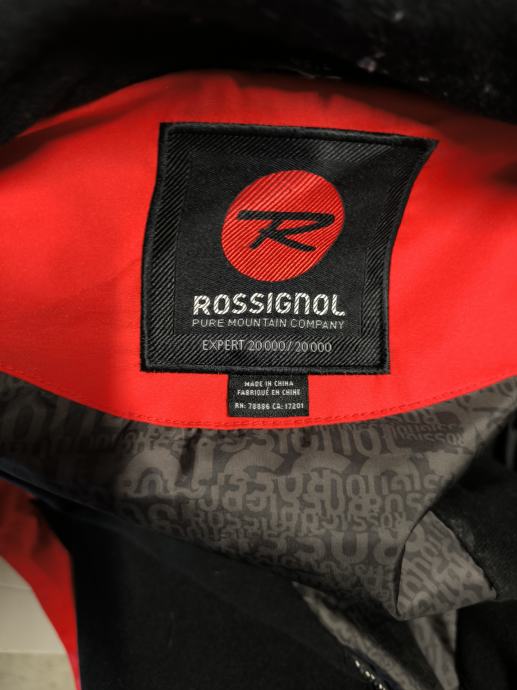 R
ROSSIGNOL
PURE MOUNTAIN COMPANY
EXPERT 20 000 / 20 000
MADE IN CHINA
FABRIQUÉ EN CHINE
RN: 78886 CA: 17201